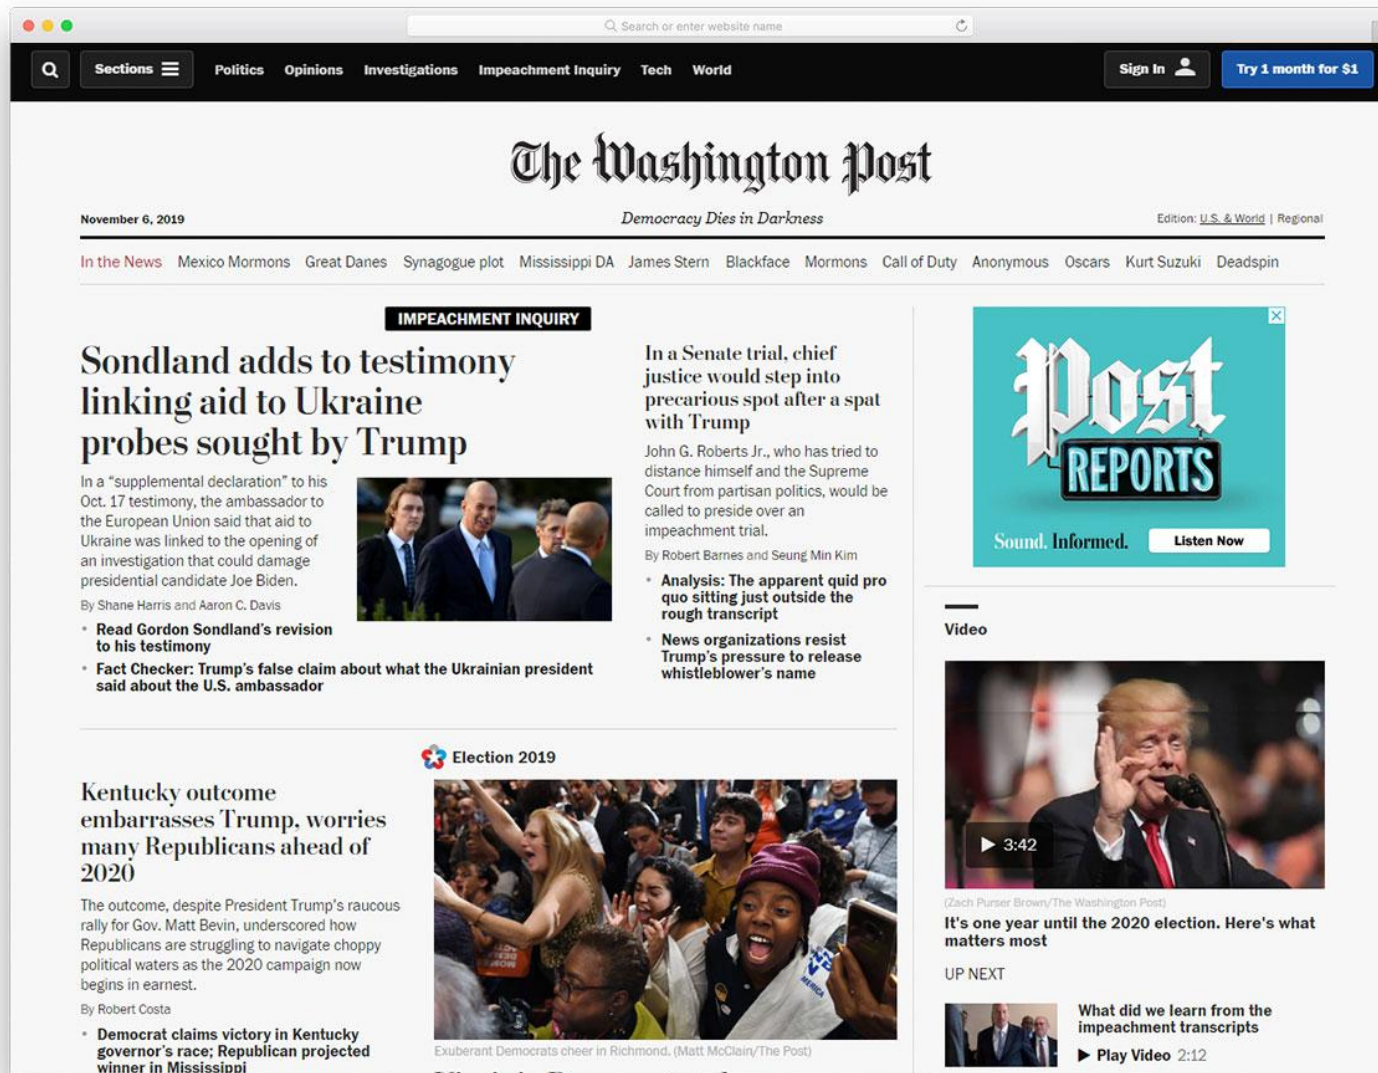 Search or enter website name
Sections
Politics
Opinions
Investigations
Impeachment Inquiry
Tech
World
Sign In
Try 1 month for $1
The Washington Post
November 6, 2019
Democracy Dies in Darkness
Edition: U.S. & World | Regional
In the News
Mexico Mormons
Great Danes
Synagogue plot
Mississippi DA
James Stern
Blackface
Mormons
Call of Duty
Anonymous
Oscars
Kurt Suzuki
Deadspin
IMPEACHMENT INQUIRY
Sondland adds to testimony
linking aid to Ukraine
probes sought by Trump
In a “supplemental declaration” to his
Oct. 17 testimony, the ambassador to
the European Union said that aid to
Ukraine was linked to the opening of
an investigation that could damage
presidential candidate Joe Biden.
By Shane Harris and Aaron C. Davis
• Read Gordon Sondland’s revision
to his testimony
• Fact Checker: Trump’s false claim about what the Ukrainian president
said about the U.S. ambassador
In a Senate trial, chief
justice would step into
precarious spot after a spat
with Trump
John G. Roberts Jr., who has tried to
distance himself and the Supreme
Court from partisan politics, would be
called to preside over an
impeachment trial.
By Robert Barnes and Seung Min Kim
• Analysis: The apparent quid pro
quo sitting just outside the
rough transcript
• News organizations resist
Trump’s pressure to release
whistleblower’s name
Post
REPORTS
Sound. Informed.
Listen Now
Video
3:42
(Zach Purser Brown/The Washington Post)
It's one year until the 2020 election. Here's what
matters most
UP NEXT
What did we learn from the
impeachment transcripts
Play Video 2:12
Election 2019
Kentucky outcome
embarrasses Trump, worries
many Republicans ahead of
2020
The outcome, despite President Trump’s raucous
rally for Gov. Matt Bevin, underscored how
Republicans are struggling to navigate choppy
political waters as the 2020 campaign now
begins in earnest.
By Robert Costa
• Democrat claims victory in Kentucky
governor’s race; Republican projected
winner in Mississippi
Exuberant Democrats cheer in Richmond. (Matt McClain/The Post)